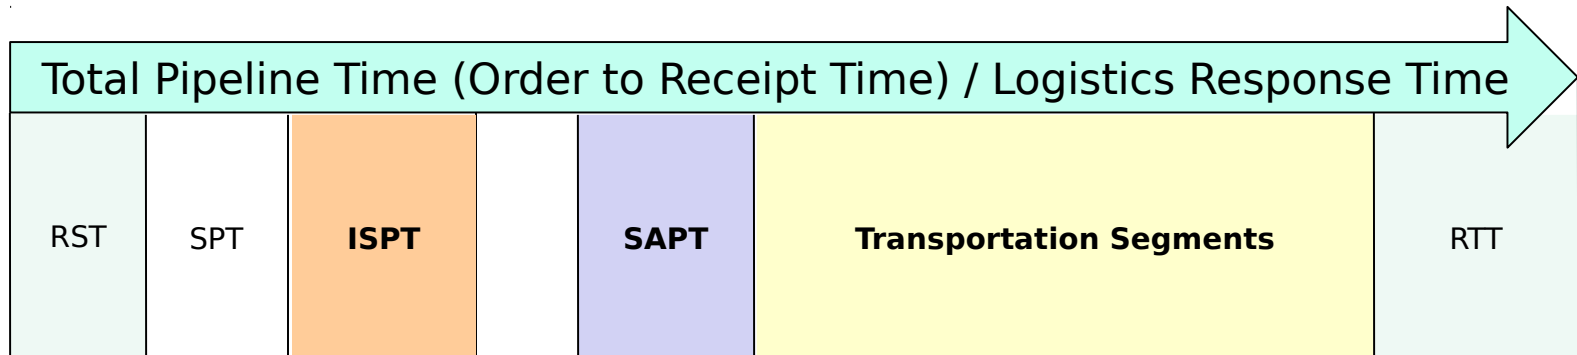 Total Pipeline Time (Order to Receipt Time) / Logistics Response Time
RST
SPT
ISPT
SAPT
Transportation Segments
RTT